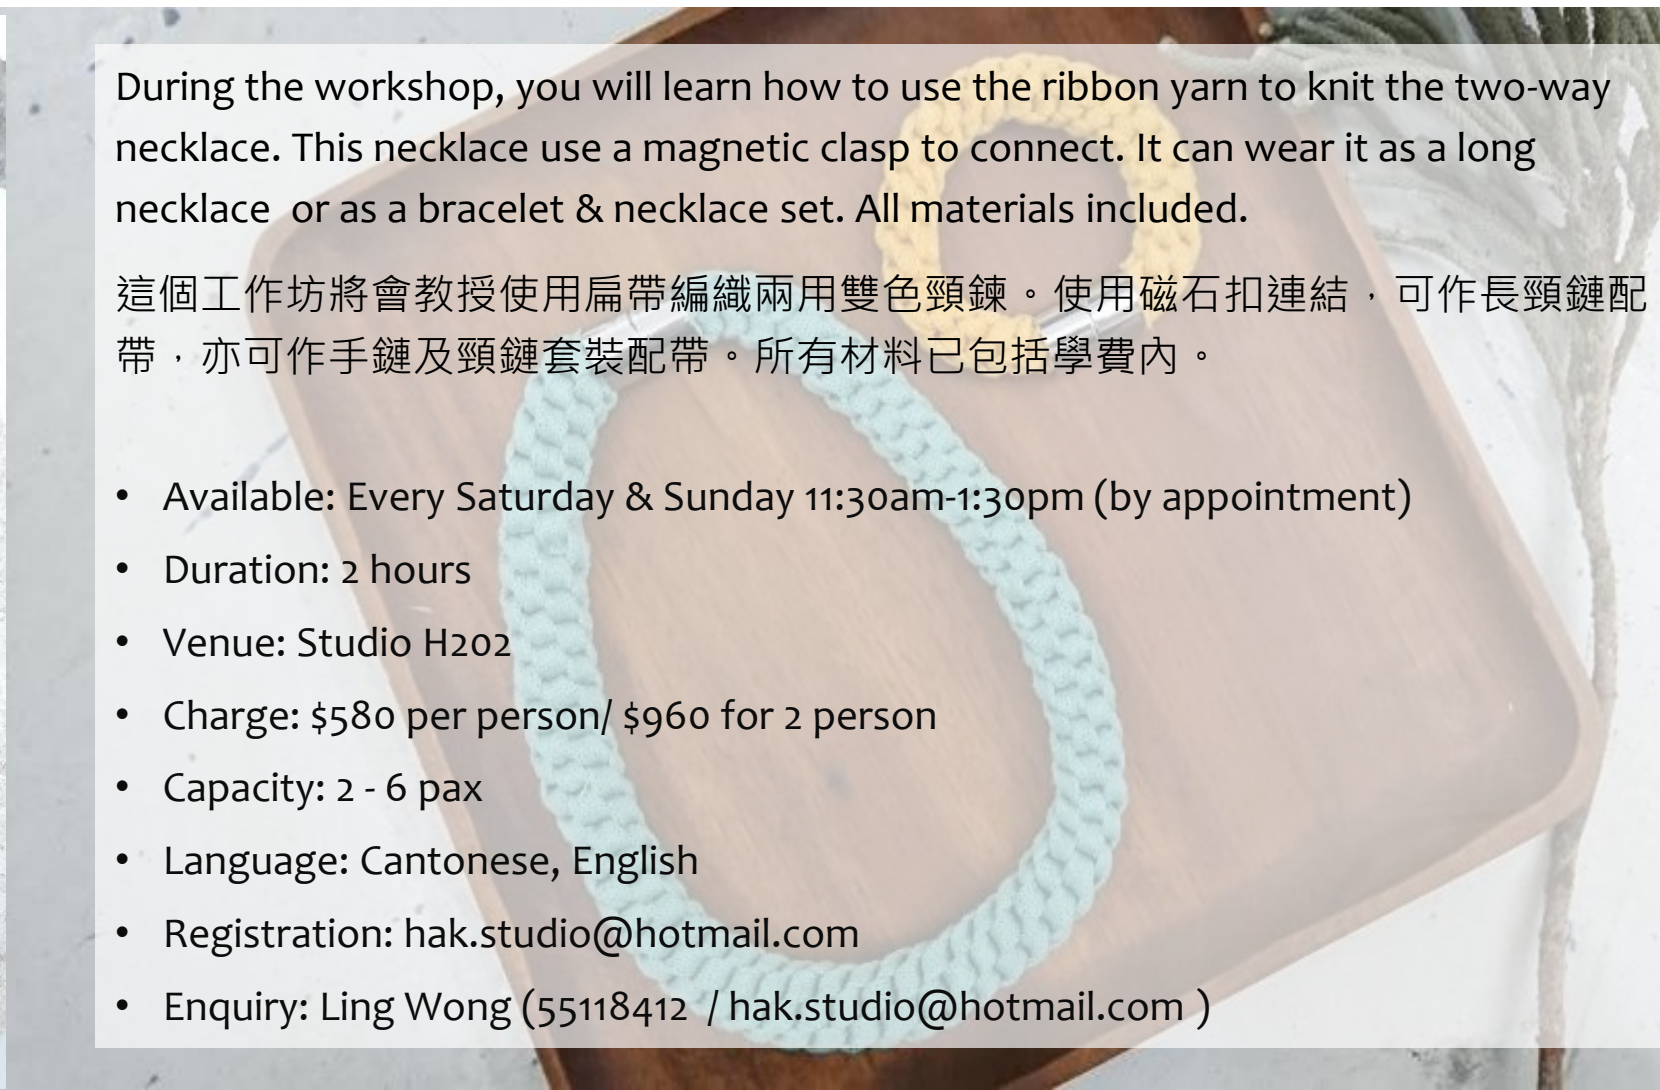 During the workshop, you will learn how to use the ribbon yarn to knit the two-way
necklace. This necklace use a magnetic clasp to connect. It can wear it as a long
necklace  or as a bracelet & necklace set. All materials included.
這個工作坊將會教授使用扁帶編織兩用雙色頸鍊。使用磁石扣連結，可作長頸鏈配
帶，亦可作手鏈及頸鏈套裝配帶。所有材料已包括學費內。
• Available: Every Saturday & Sunday 11:30am-1:30pm (by appointment)
• Duration: 2 hours
• Venue: Studio H202
• Charge: $580 per person/ $960 for 2 person
• Capacity: 2 - 6 pax
• Language: Cantonese, English
• Registration: hak.studio@hotmail.com
• Enquiry: Ling Wong (55118412  / hak.studio@hotmail.com )